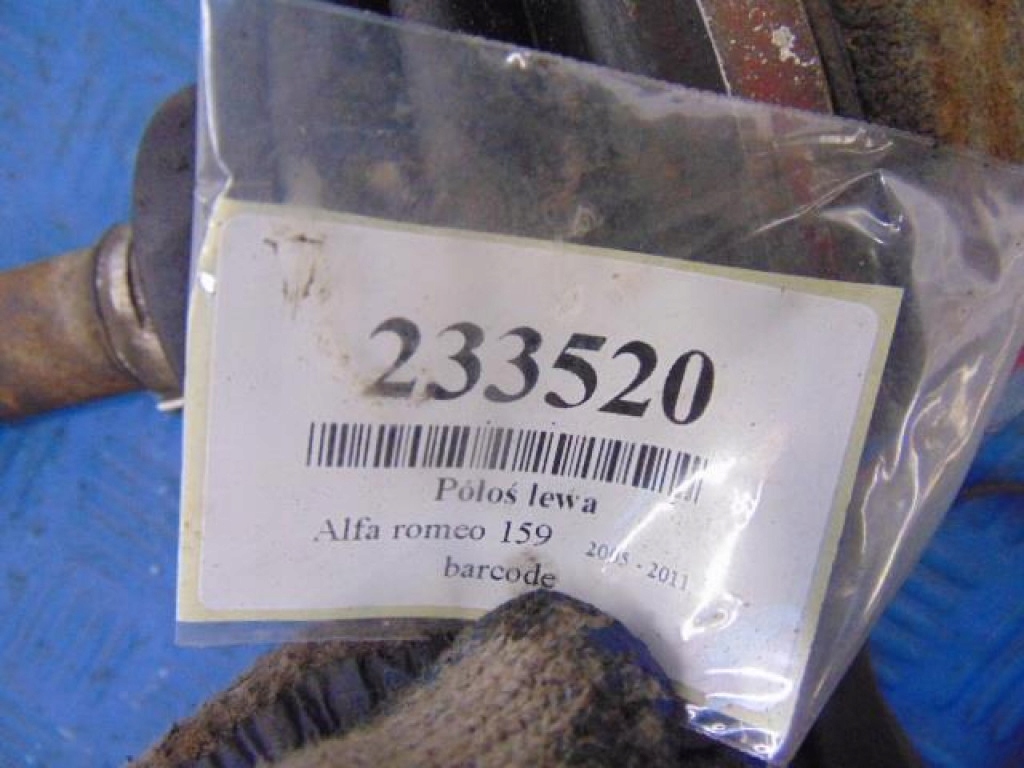 233520
Półoś lewa
Alfa romeo 159 2005 - 2011
barcode